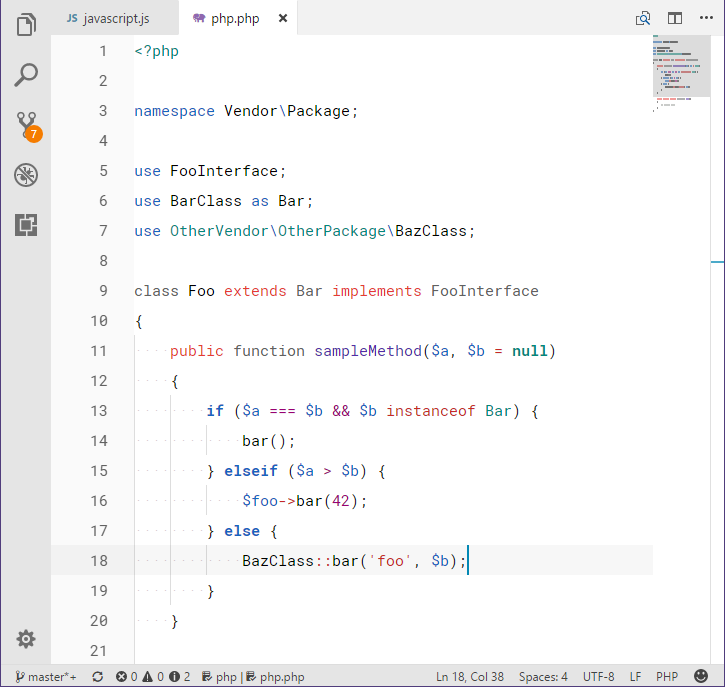 JS javascript.js php.php ×
1 <?php
2
3 namespace Vendor\Package;
4
5 use FooInterface;
6 use BarClass as Bar;
7 use OtherVendor\OtherPackage\BazClass;
8
9 class Foo extends Bar implements FooInterface
10 {
11 public function sampleMethod($a, $b = null)
12 {
13 if ($a === $b && $b instanceof Bar) {
14 bar();
15 } elseif ($a > $b) {
16 $foo->bar(42);
17 } else {
18 BazClass::bar('foo', $b);
19 }
20 }
21
7
master*+ 0 0 2 php | php.php Ln 18, Col 38 Spaces: 4 UTF-8 LF PHP